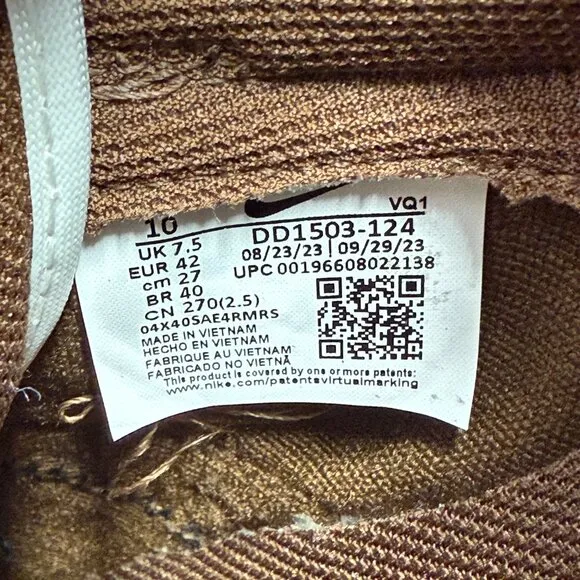 10
VQ1
UK 7.5
DD1503-124
EUR 42
08/23/23 | 09/29/23
cm 27
UPC 00196608022138
BR 40
CN 270(2.5)
04X40SAE4RMRS
MADE IN VIETNAM
HECHO EN VIETNAM
FABRIQUE AU VIETNAM
FABRICADO NO VIETNÃ
This product is covered by one or more patents:
www.nike.com/patentsvirtualmarking